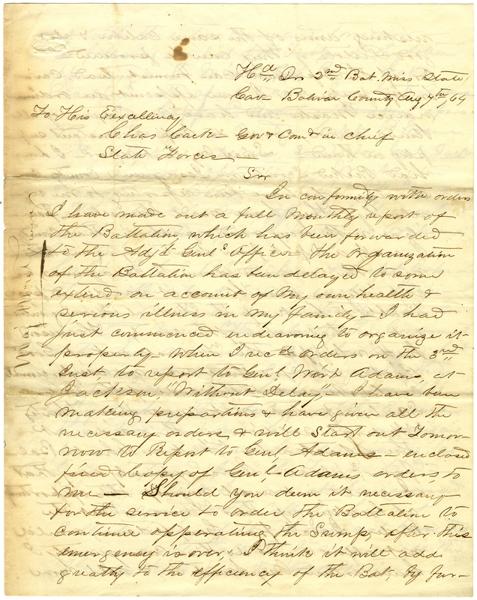 Hd Qrs 2nd Bat. Miss State
Cav Bolivar County Aug 7th/64
To His Excellency
Chas Clark - Gov & Com in chief
State Forces -
Sir
In conformity with orders
I have made out a full Monthly report of
the Battalion, which has been forwarded
to the Adjt Genls Office. the organization
of the Battalion has been delayed to some
extend, on account of My own health &
serious illness in my family - I had
just commenced endeavoring to organize it
properly when I recd orders on the 3rd
Inst to report to Genl Wirt Adams, at
Jackson, "Without Delay" - I have been
making preparations & have given all the
necessary orders & will start out Tomor-
now to Report to Genl Adams - enclosed
find Copy of Genl Adams orders to
me - Should you deem it necessary
for the service to order the Battalion to
continue opperating the Swamp after this
emergency is over, I think it will add
greatly to the efficiency of the Bat, by fur-